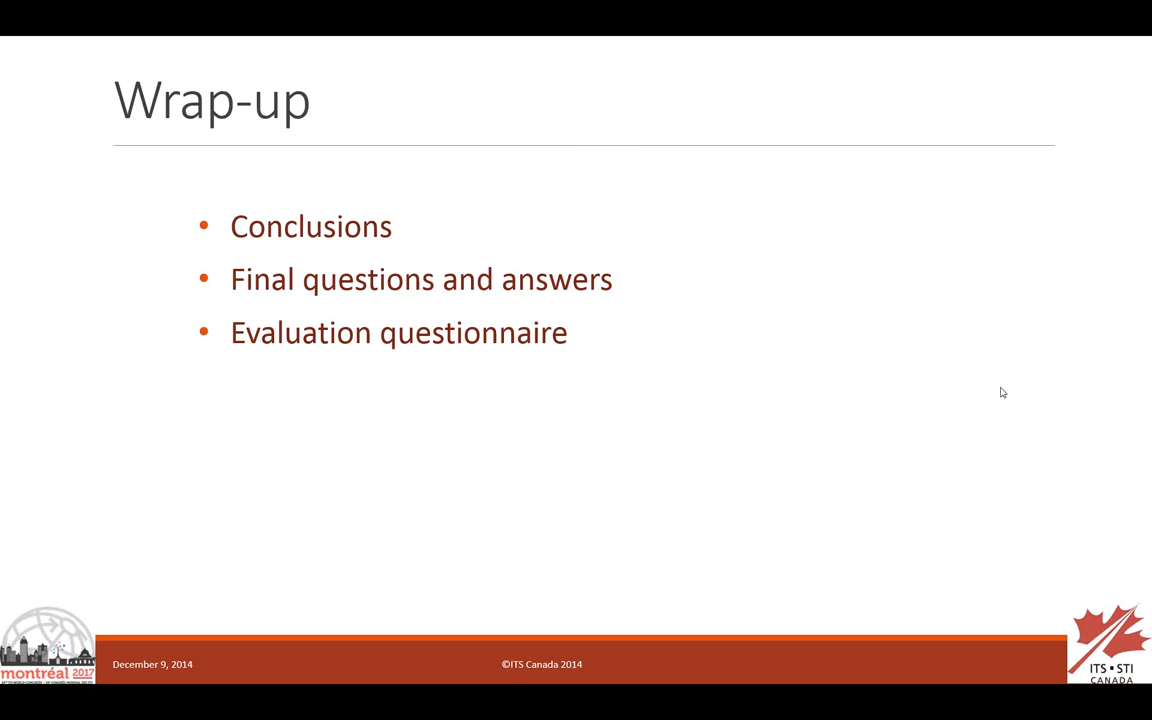 Wrap-up
• Conclusions
• Final questions and answers
• Evaluation questionnaire
montréal 2017
December 9, 2014
©ITS Canada 2014
ITS ▪ STI
CANADA